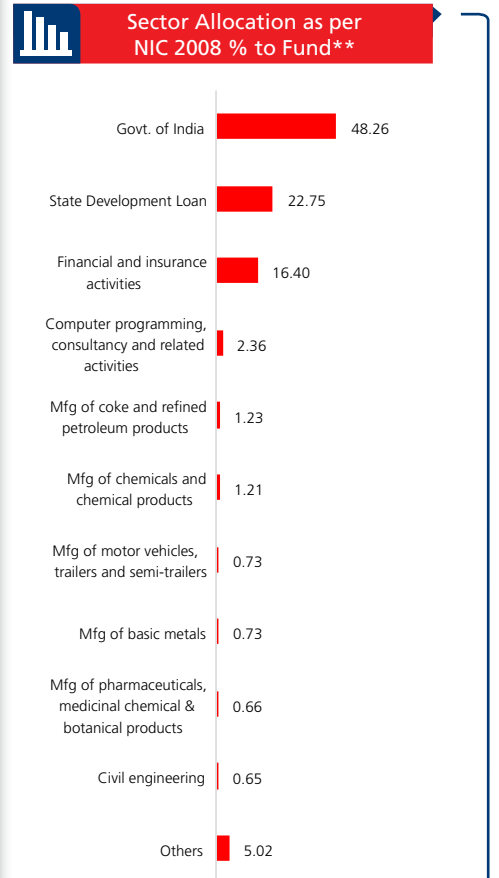 Sector Allocation as per
NIC 2008 % to Fund**
Govt. of India 48.26
State Development Loan 22.75
Financial and insurance
activities 16.40
Computer programming,
consultancy and related 2.36
activities
Mfg of coke and refined
petroleum products 1.23
Mfg of chemicals and
chemical products 1.21
Mfg of motor vehicles,
trailers and semi-trailers 0.73
Mfg of basic metals 0.73
Mfg of pharmaceuticals,
medicinal chemical & 0.66
botanical products
Civil engineering 0.65
Others 5.02